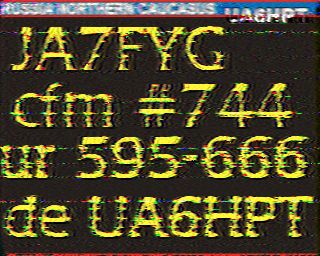 RUSSIA NORTHERN CAUCASUS UA6HPT
JA7FYG
cfm #744
ur 595-666
de UA6HPT